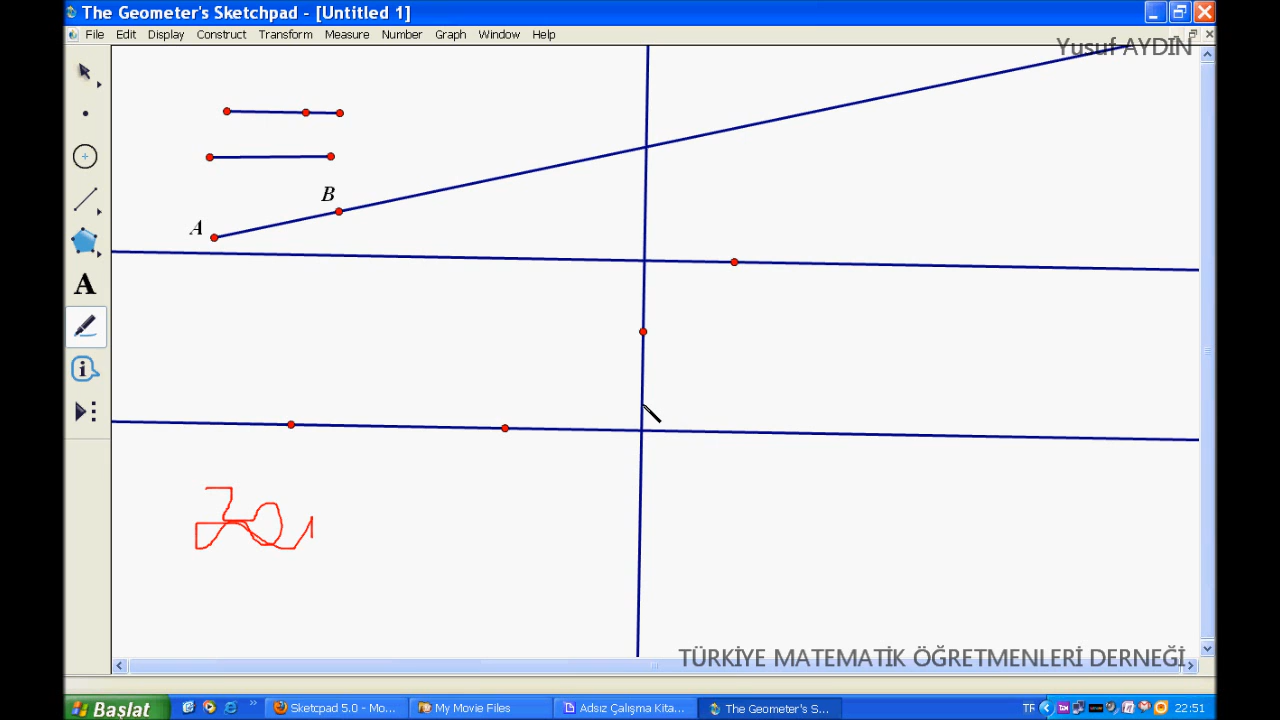 The Geometer's Sketchpad - [Untitled 1]
File Edit Display Construct Transform Measure Number Graph Window Help
Yusuf AYDIN
B
A
A
201
TÜRKİYE MATEMATİK ÖĞRETMENLERİ DERNEĞİ
Başlat Sketcpad 5.0 - Mo... My Movie Files Adsız Çalışma Kita... The Geometer's S... TR 22:51